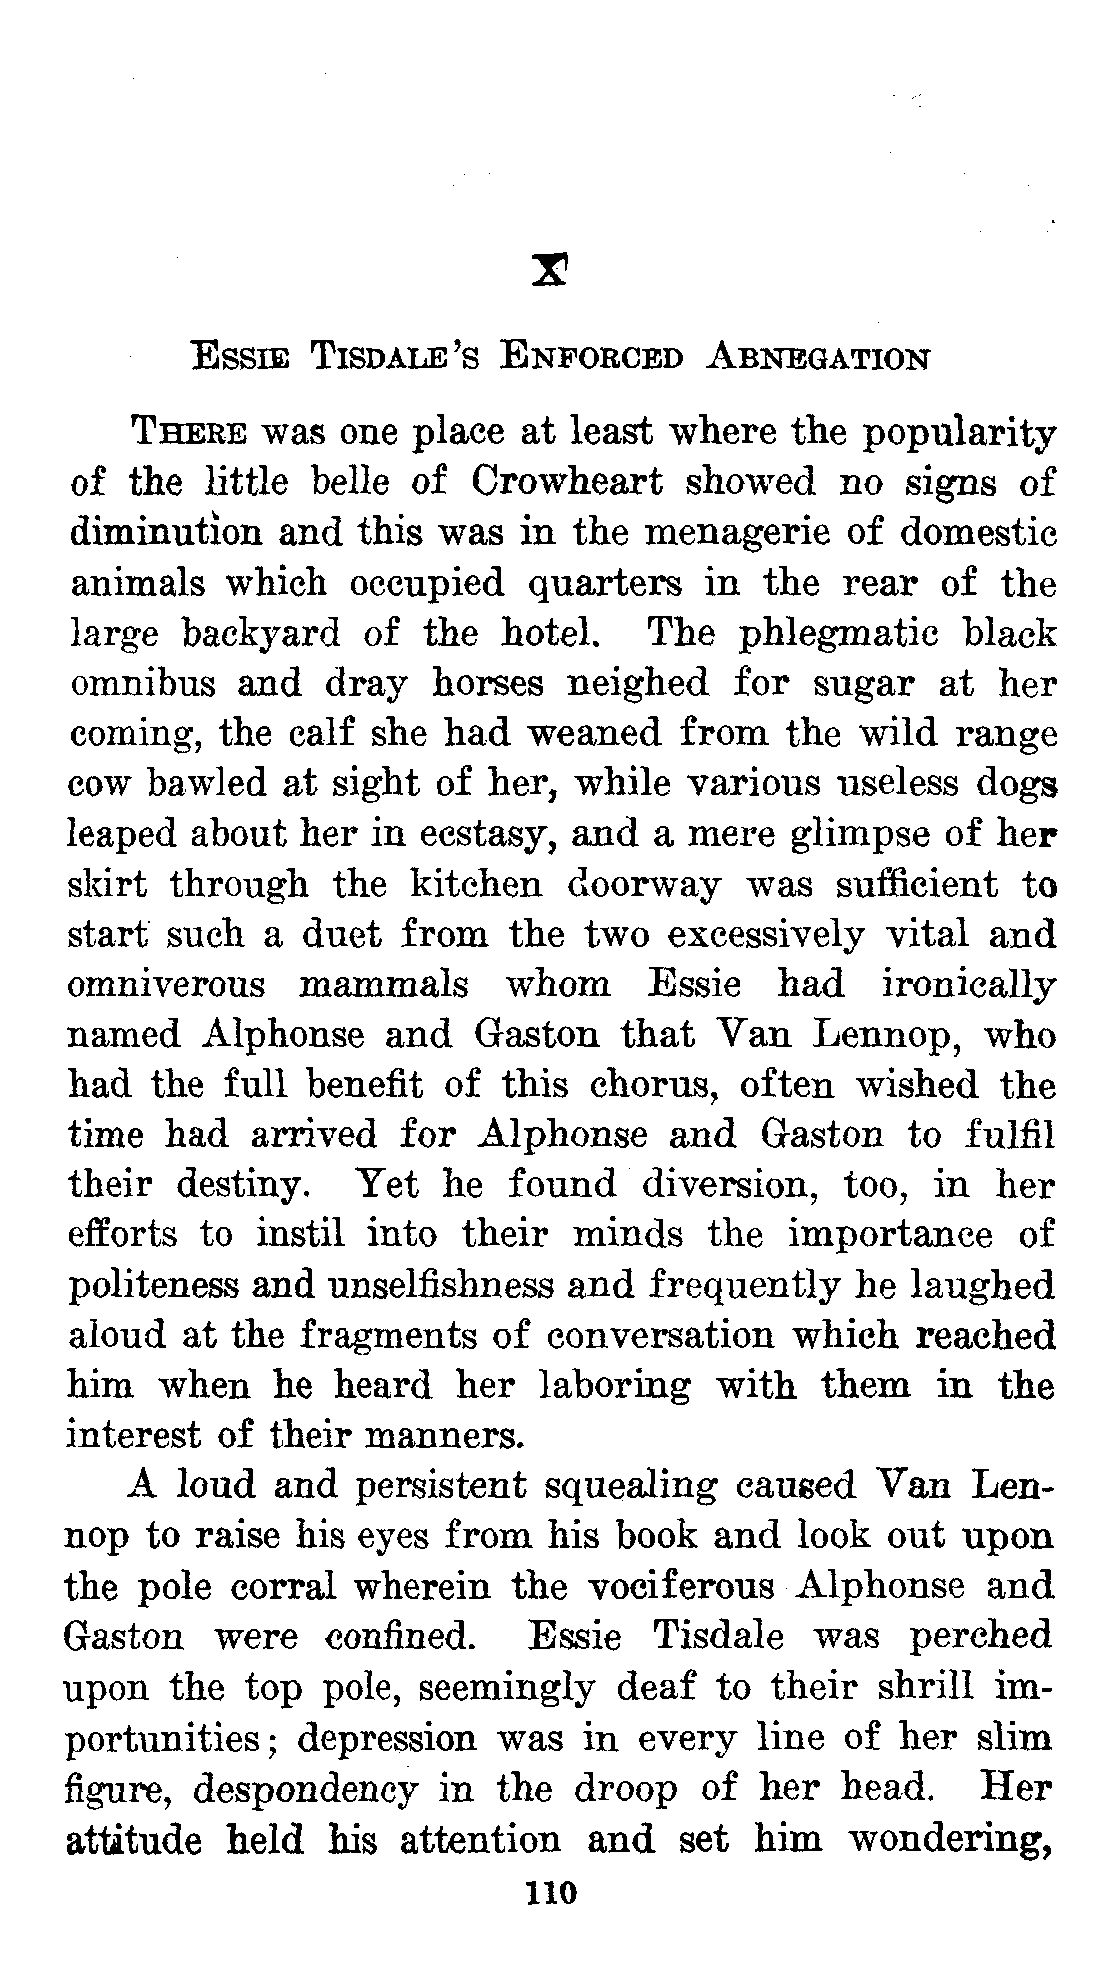 X
Essie Tisdale's Enforced Abnegation
There was one place at least where the popularity
of the little belle of Crowheart showed no signs of
diminution and this was in the menagerie of domestic
animals which occupied quarters in the rear of the
large backyard of the hotel. The phlegmatic black
omnibus and dray horses neighed for sugar at her
coming, the calf she had weaned from the wild range
cow bawled at sight of her, while various useless dogs
leaped about her in ecstasy, and a mere glimpse of her
skirt through the kitchen doorway was sufficient to
start such a duet from the two excessively vital and
omniverous mammals whom Essie had ironically
named Alphonse and Gaston that Van Lennop, who
had the full benefit of this chorus, often wished the
time had arrived for Alphonse and Gaston to fulfil
their destiny. Yet he found diversion, too, in her
efforts to instil into their minds the importance of
politeness and unselfishness and frequently he laughed
aloud at the fragments of conversation which reached
him when he heard her laboring with them in the
interest of their manners.
A loud and persistent squealing caused Van Len-
nop to raise his eyes from his book and look out upon
the pole corral wherein the vociferous Alphonse and
Gaston were confined. Essie Tisdale was perched
upon the top pole, seemingly deaf to their shrill im-
portunities; depression was in every line of her slim
figure, despondency in the droop of her head. Her
attitude held his attention and set him wondering,
110